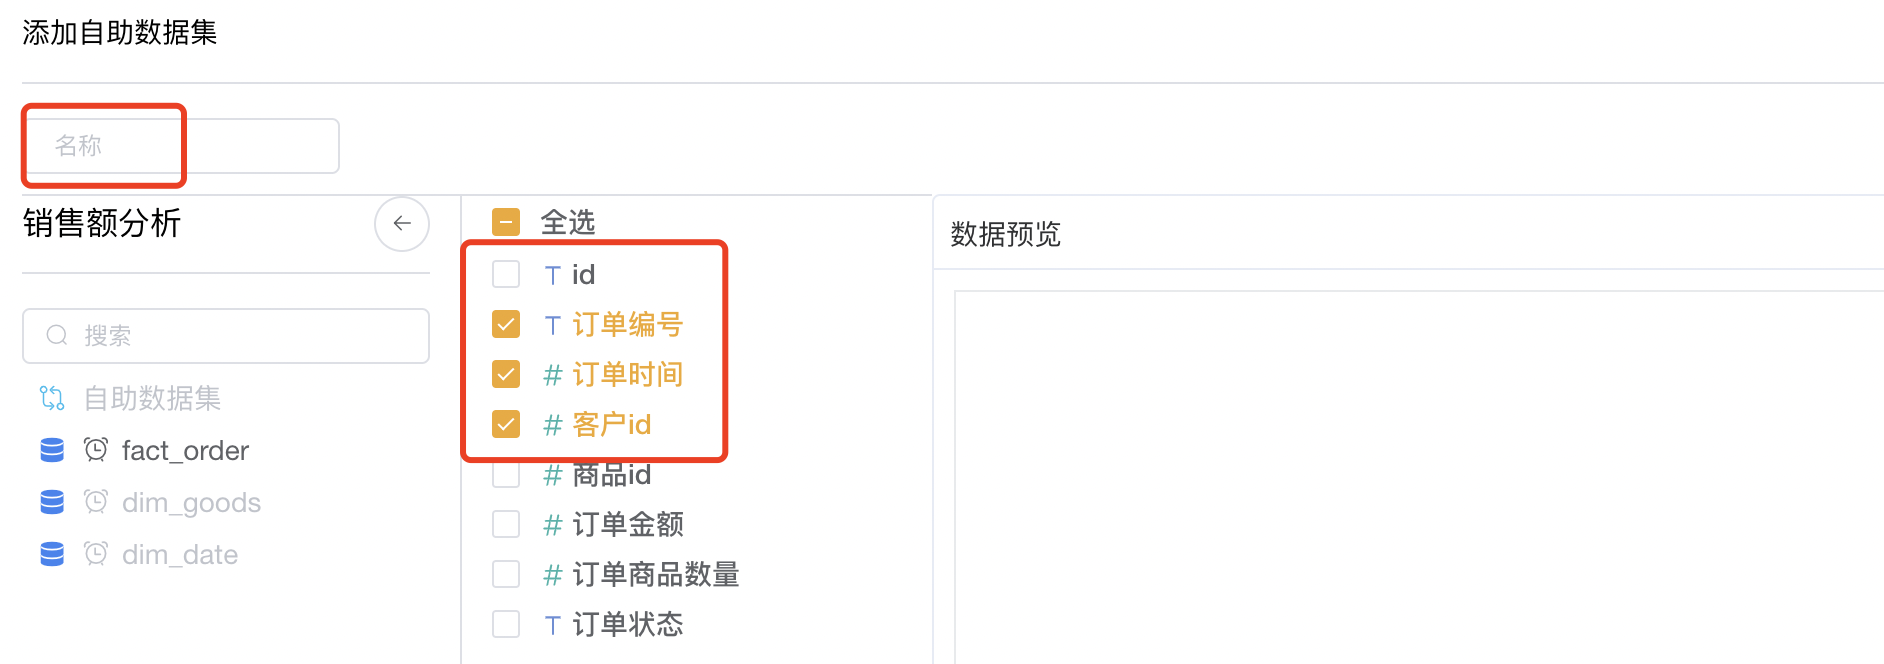 添加自助数据集
名称
销售额分析
搜索
自助数据集
fact_order
dim_goods
dim_date
全选
T id
T 订单编号
# 订单时间
# 客户id
# 商品id
# 订单金额
# 订单商品数量
T 订单状态
数据预览